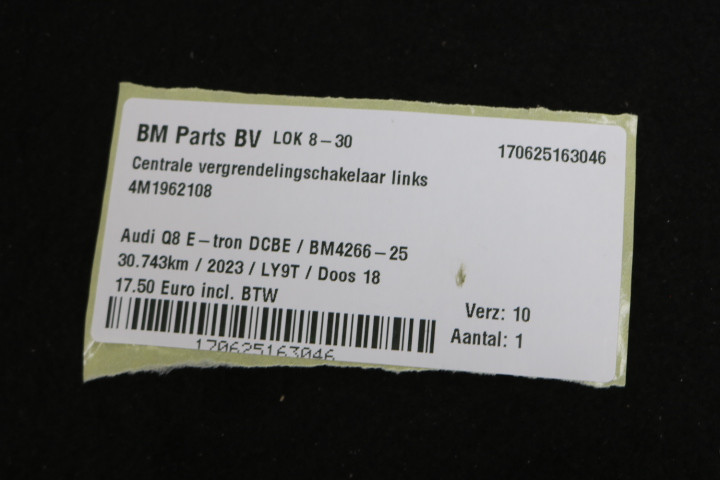 BM Parts BV LOK 8-30 170625163046
Centrale vergrendelingschakelaar links
4M1962108
Audi Q8 E-tron DCBE / BM4266-25
30.743km / 2023 / LY9T / Doos 18
17.50 Euro incl. BTW
Verz: 10
Aantal: 1
170625163046